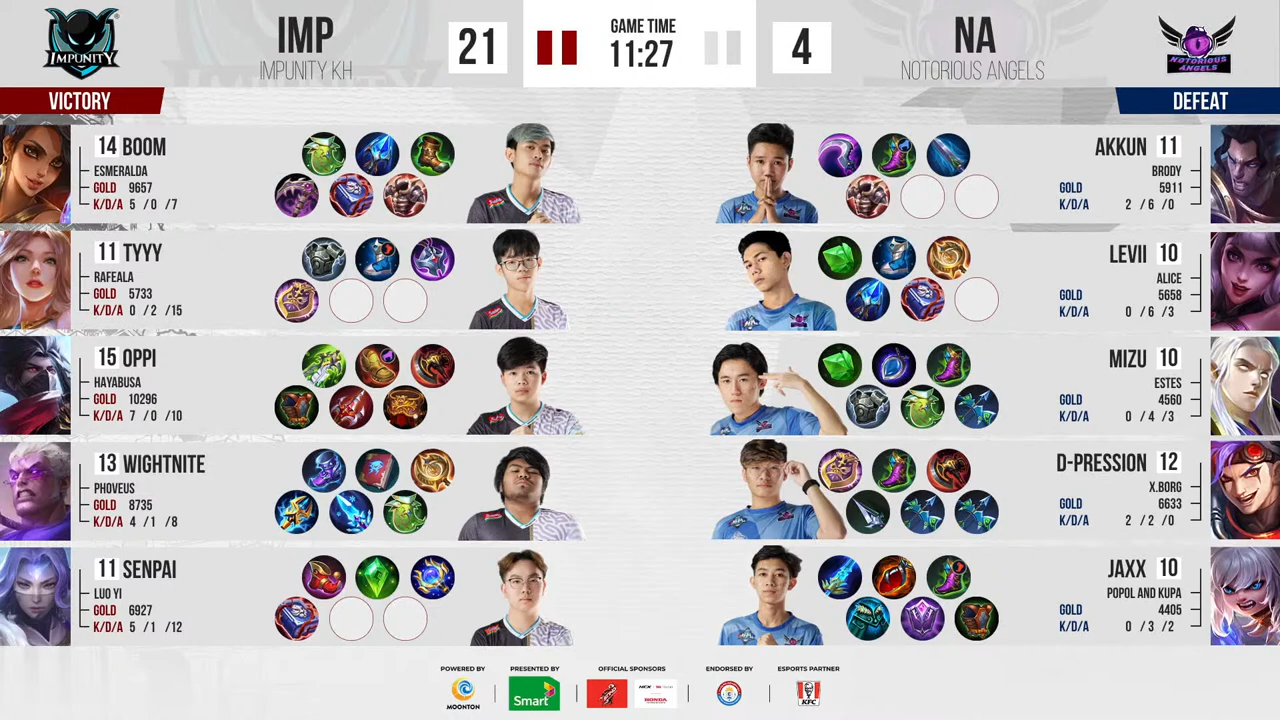 IMPUNITY
IMP
IMPUNITY KH
21
GAME TIME
11:27
4
NA
NOTORIOUS ANGELS
NOTORIOUS
ANGELS
VICTORY
DEFEAT
14 BOOM
ESMERALDA
GOLD 9657
K/D/A 5 / 0 / 7
AKKUN 11
BRODY
GOLD 5911
K/D/A 2 / 6 / 0
11 TYYY
RAFEALA
GOLD 5733
K/D/A 0 / 2 / 15
LEVII 10
ALICE
GOLD 5658
K/D/A 0 / 6 / 3
15 OPPI
HAYABUSA
GOLD 10296
K/D/A 7 / 0 / 10
MIZU 10
ESTES
GOLD 4560
K/D/A 0 / 4 / 3
13 WIGHTNITE
PHOVEUS
GOLD 8735
K/D/A 4 / 1 / 8
D-PRESSION 12
X.BORG
GOLD 6633
K/D/A 2 / 2 / 0
11 SENPAI
LUO YI
GOLD 6927
K/D/A 5 / 1 / 12
JAXX 10
POPOL AND KUPA
GOLD 4405
K/D/A 0 / 3 / 2
POWERED BY
MOONTON
PRESENTED BY
Smart
OFFICIAL SPONSORS
HONDA
ENDORSED BY
ESPORTS PARTNER
KFC